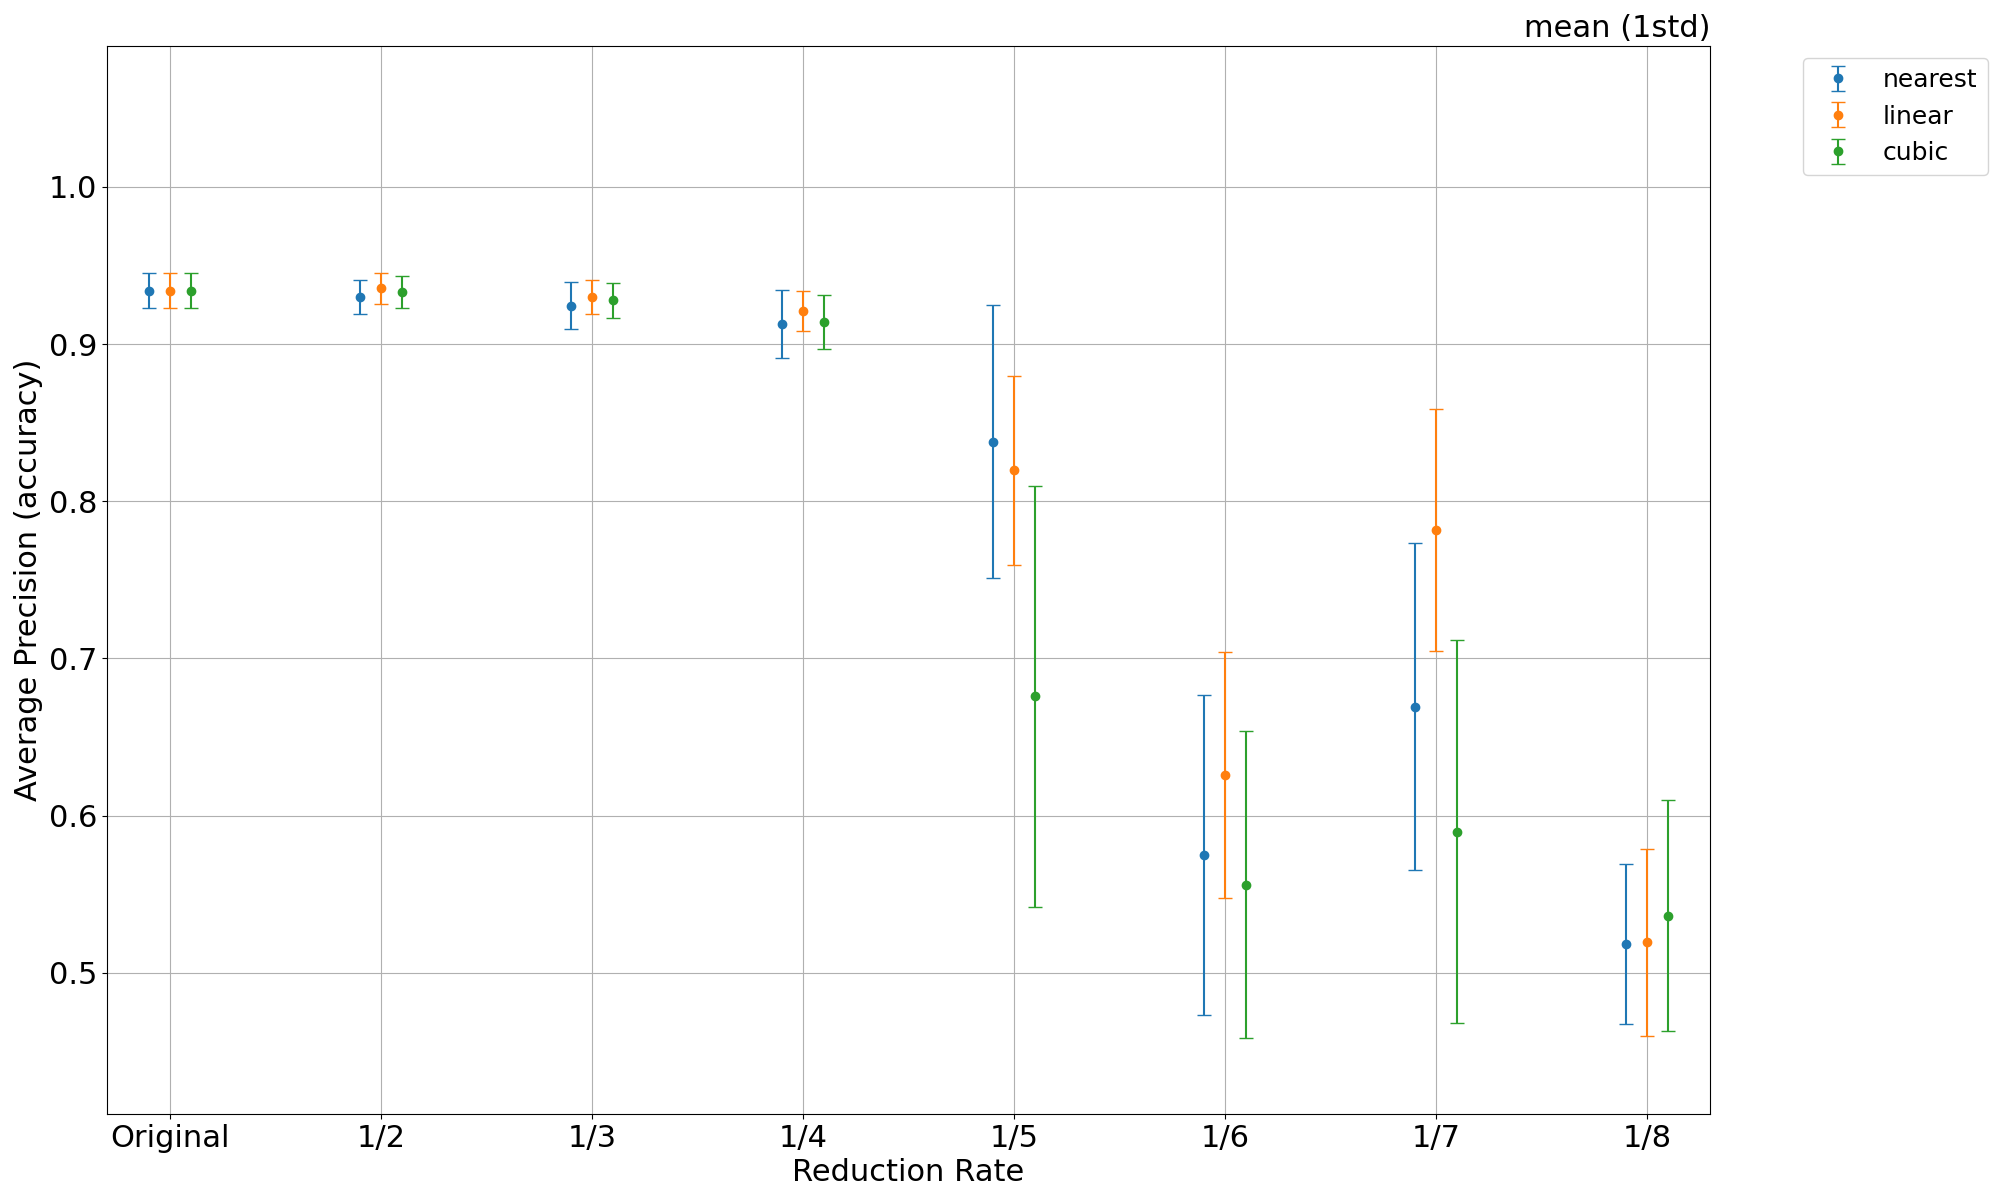 mean (1std)
nearest
linear
cubic
1.0
0.9
0.8
0.7
0.6
0.5
Average Precision (accuracy)
Original 1/2 1/3 1/4 1/5 1/6 1/7 1/8
Reduction Rate